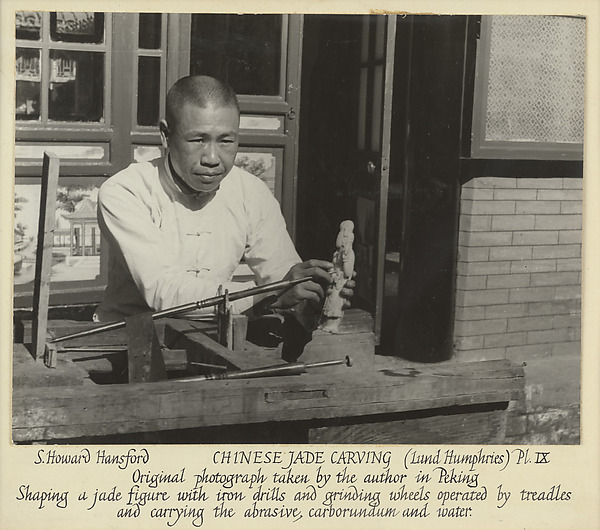 S. Howard Hansford CHINESE JADE CARVING (Lund Humphries) Pl. IX
Original photograph taken by the author in Peking
Shaping a jade figure with iron drills and grinding wheels operated by treadles
and carrying the abrasive, carborundum and water.